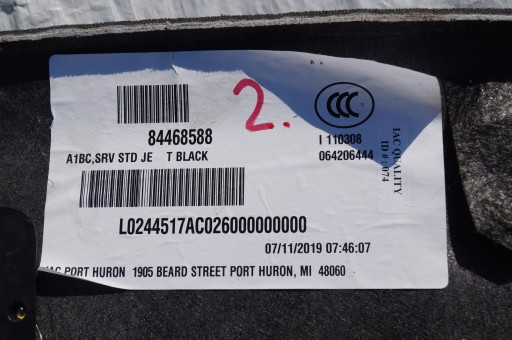 2.
CCC
84468588
I 110308
A1BC,SRV STD JE T BLACK
064206444
IAC QUALITY
ID #: 074
L0244517AC026000000000
07/11/2019 07:46:07
IAC PORT HURON 1905 BEARD STREET PORT HURON, MI 48060